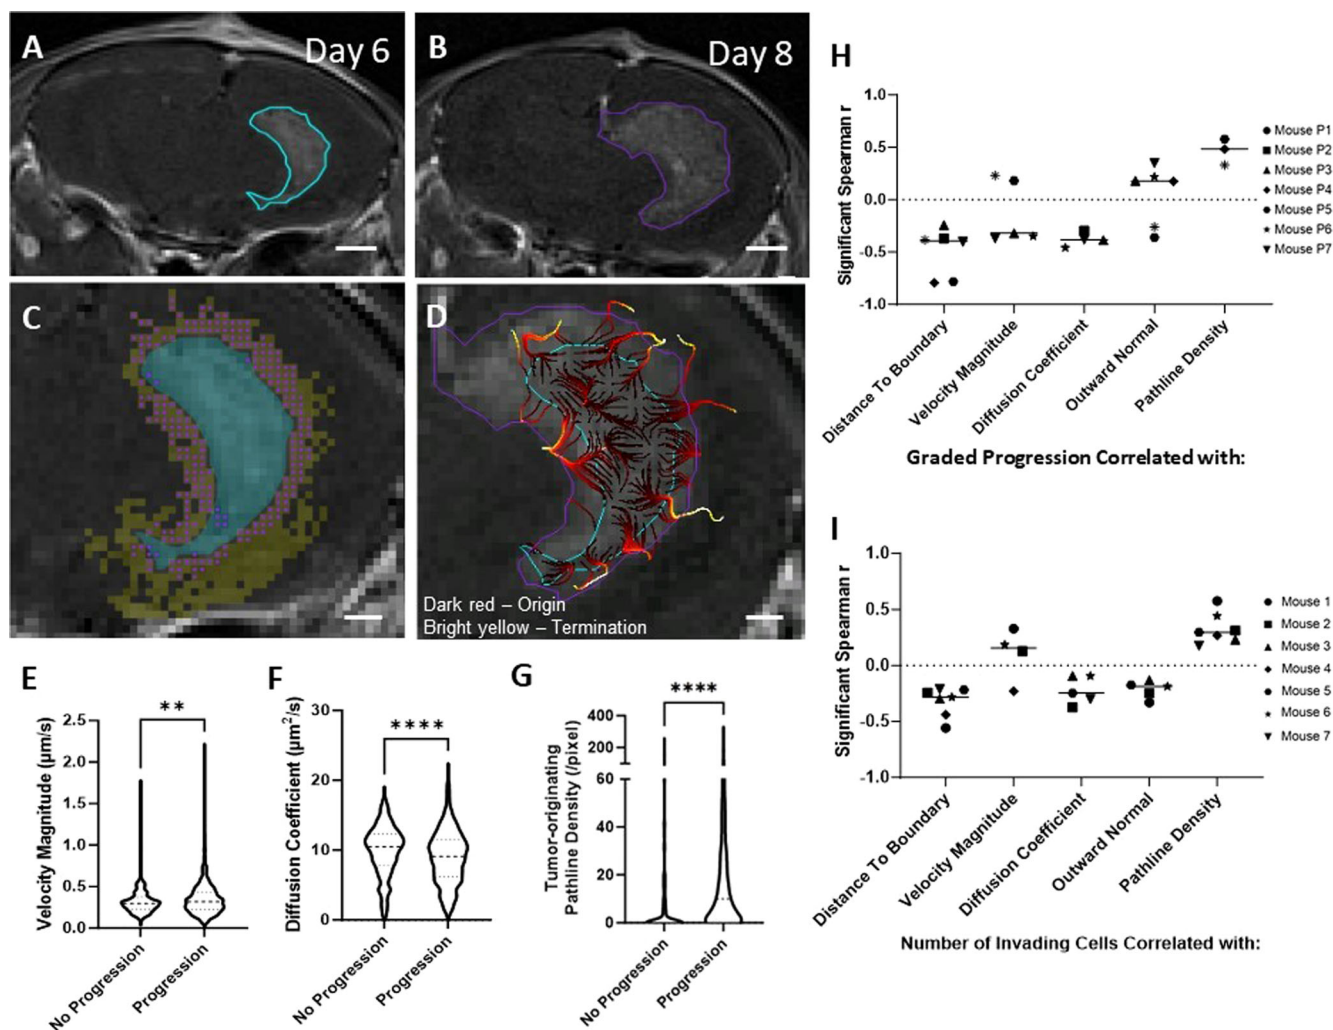 A
Day 6
B
Day 8
C
D
Dark red – Origin
Bright yellow – Termination
E
Velocity Magnitude (μm/s)
2.5
2.0
1.5
1.0
0.5
0.0
**
No Progression
Progression
F
Diffusion Coefficient (μm²/s)
30
20
10
0
****
No Progression
Progression
G
Tumor-originating
Pathline Density (/pixel)
400
200
60
40
20
0
****
No Progression
Progression
H
Significant Spearman r
1.0
0.5
0.0
-0.5
-1.0
Distance To Boundary
Velocity Magnitude
Diffusion Coefficient
Outward Normal
Pathline Density
Graded Progression Correlated with:
Mouse P1
Mouse P2
Mouse P3
Mouse P4
Mouse P5
Mouse P6
Mouse P7
I
Significant Spearman r
1.0
0.5
0.0
-0.5
-1.0
Distance To Boundary
Velocity Magnitude
Diffusion Coefficient
Outward Normal
Pathline Density
Number of Invading Cells Correlated with:
Mouse 1
Mouse 2
Mouse 3
Mouse 4
Mouse 5
Mouse 6
Mouse 7